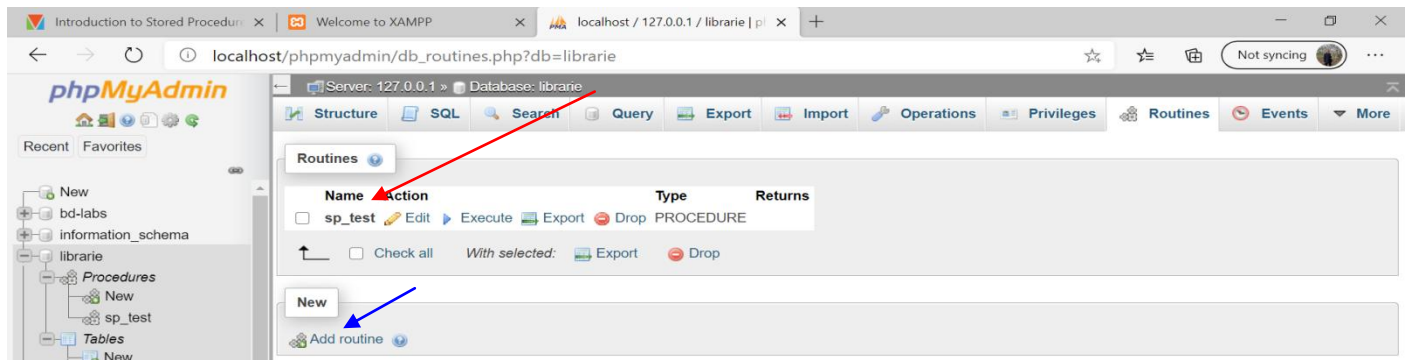 Introduction to Stored Procedur
Welcome to XAMPP
localhost / 127.0.0.1 / librarie | p
localhost/phpmyadmin/db_routines.php?db=librarie
Not syncing
phpMyAdmin
Server: 127.0.0.1 » Database: librarie
Structure SQL Search Query Export Import Operations Privileges Routines Events More
Recent Favorites
Routines
New
bd-labs
information_schema
librarie
Procedures
New
sp_test
Tables
New
Name Action Type Returns
sp_test Edit Execute Export Drop PROCEDURE
Check all With selected: Export Drop
New
Add routine